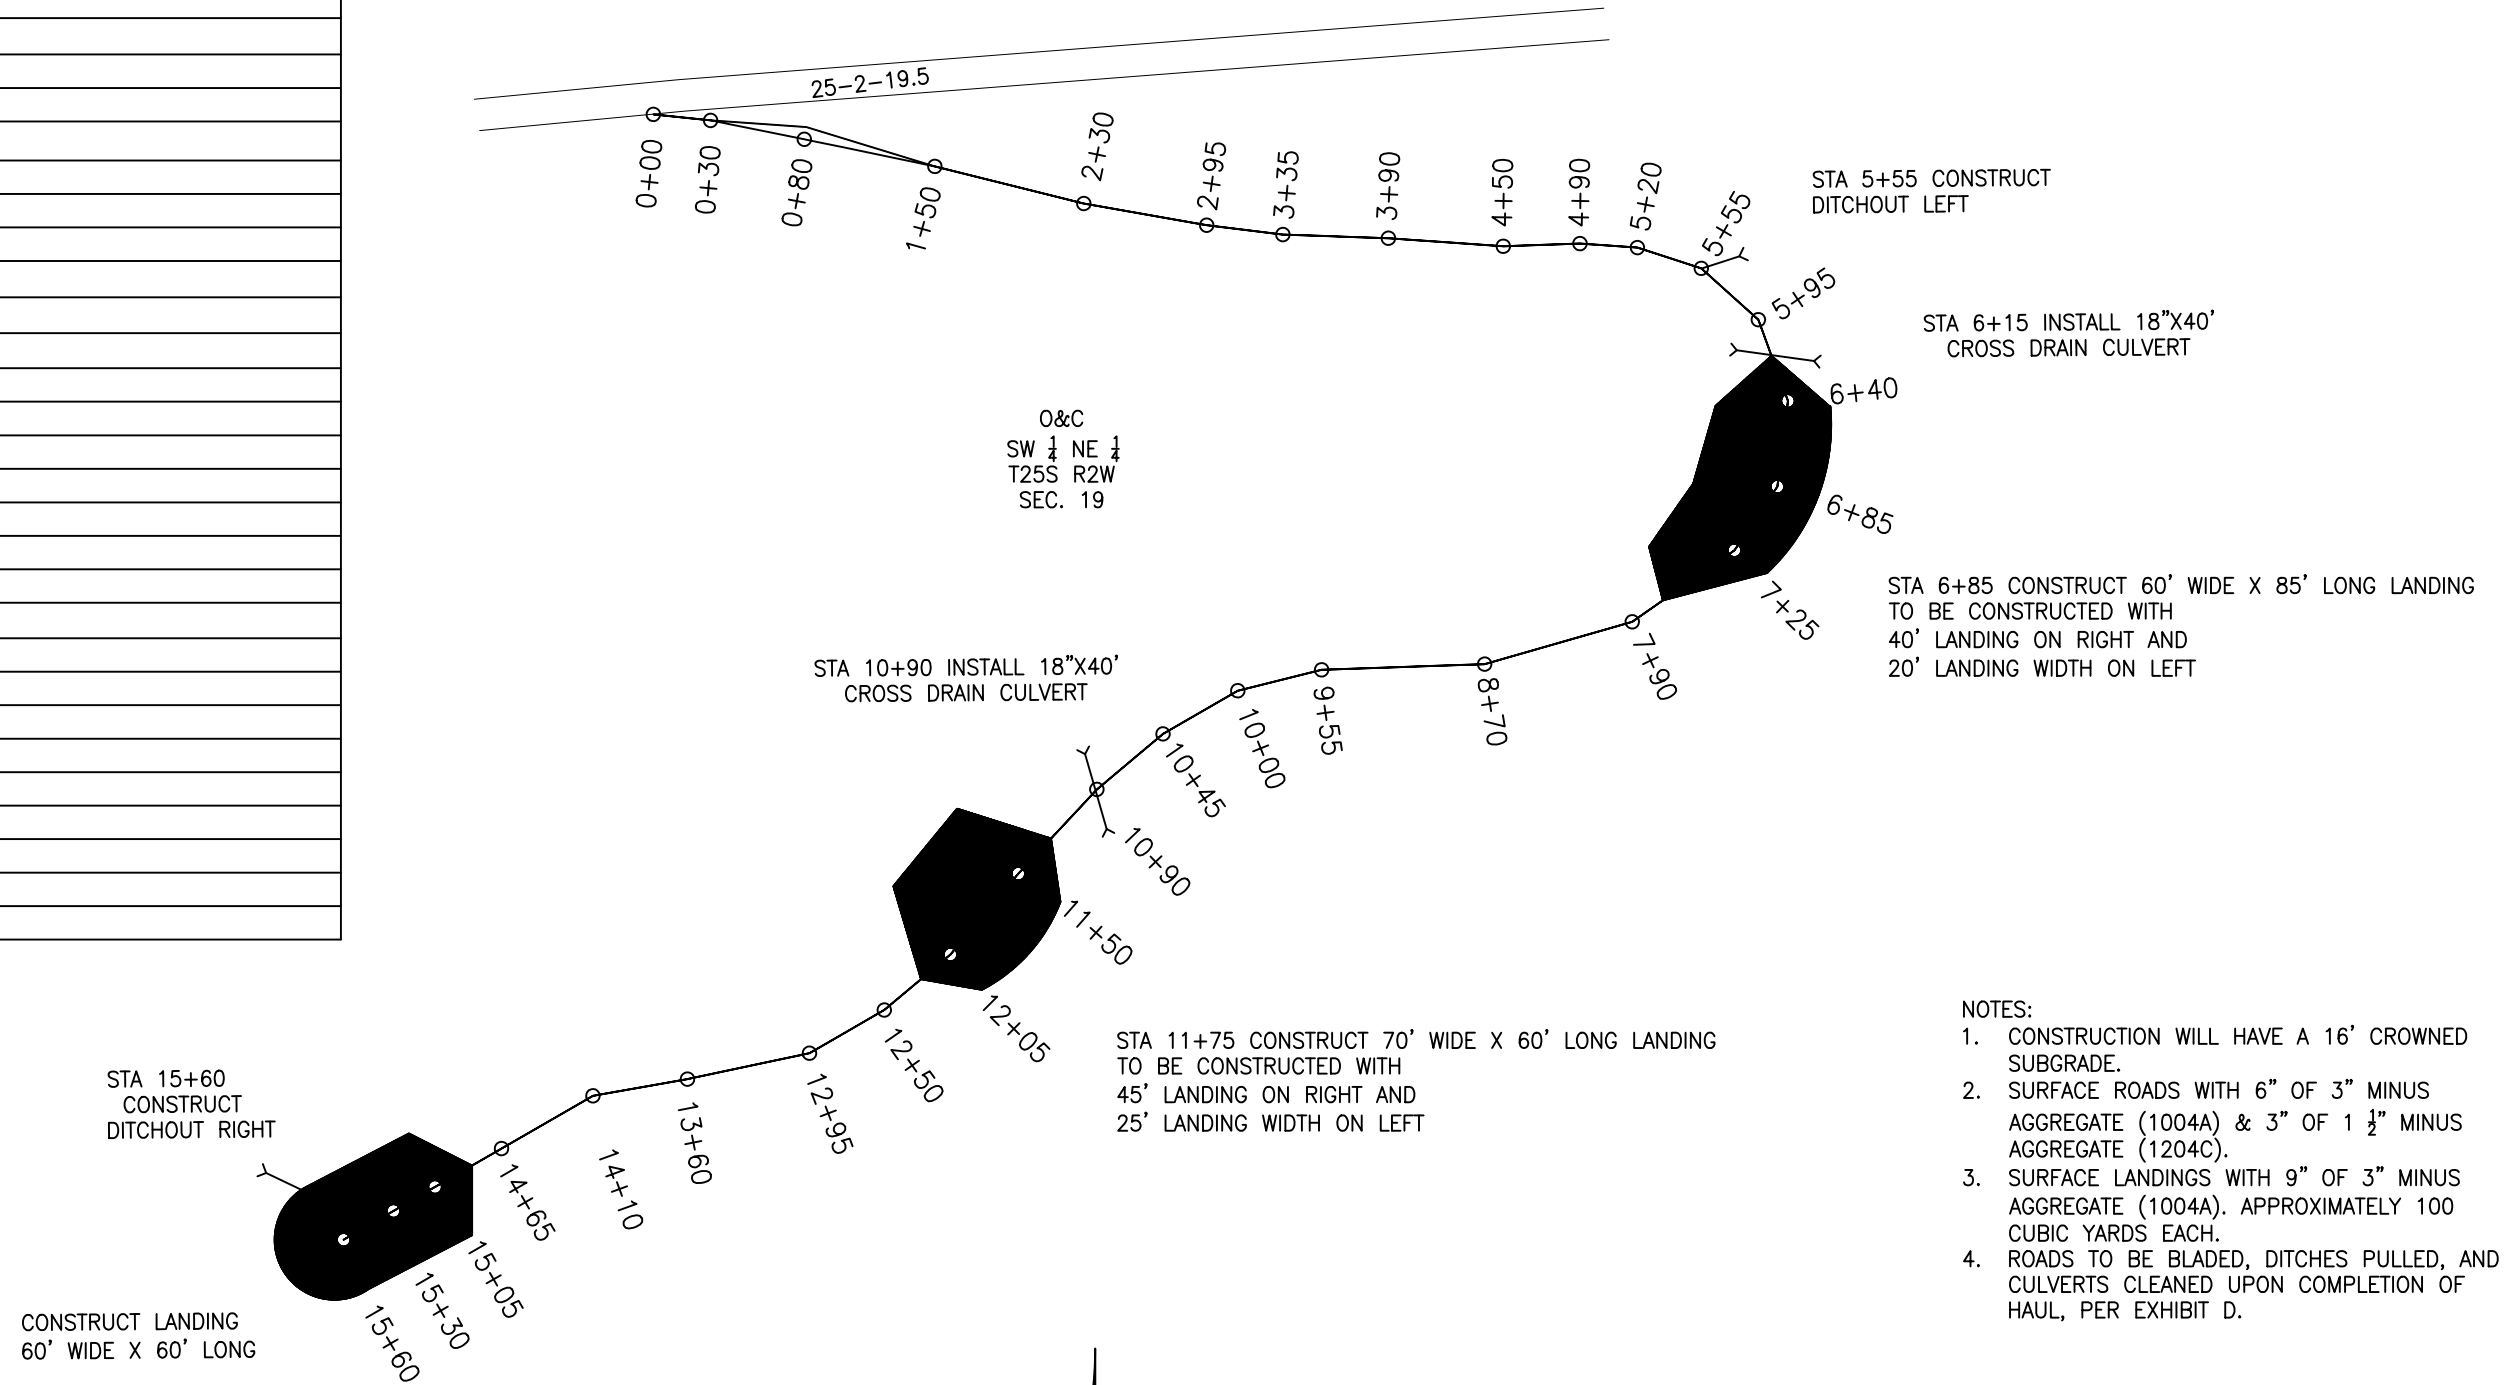 25-2-19.5
0+00
0+30
0+80
1+50
2+30
2+95
3+35
3+90
4+50
4+90
5+20
5+55
STA 5+55 CONSTRUCT
DITCHOUT LEFT
5+95
STA 6+15 INSTALL 18"X40'
CROSS DRAIN CULVERT
6+40
O&C
SW 1/4 NE 1/4
T25S R2W
SEC. 19
6+85
7+25
STA 6+85 CONSTRUCT 60' WIDE X 85' LONG LANDING
TO BE CONSTRUCTED WITH
40' LANDING ON RIGHT AND
20' LANDING WIDTH ON LEFT
7+90
8+70
9+55
10+00
10+45
STA 10+90 INSTALL 18"X40'
CROSS DRAIN CULVERT
10+90
11+50
12+05
12+50
12+95
13+60
14+10
14+65
15+05
15+30
15+60
STA 11+75 CONSTRUCT 70' WIDE X 60' LONG LANDING
TO BE CONSTRUCTED WITH
45' LANDING ON RIGHT AND
25' LANDING WIDTH ON LEFT
STA 15+60
CONSTRUCT
DITCHOUT RIGHT
CONSTRUCT LANDING
60' WIDE X 60' LONG
NOTES:
1. CONSTRUCTION WILL HAVE A 16' CROWNED
SUBGRADE.
2. SURFACE ROADS WITH 6" OF 3" MINUS
AGGREGATE (1004A) & 3" OF 1 1/2" MINUS
AGGREGATE (1204C).
3. SURFACE LANDINGS WITH 9" OF 3" MINUS
AGGREGATE (1004A). APPROXIMATELY 100
CUBIC YARDS EACH.
4. ROADS TO BE BLADED, DITCHES PULLED, AND
CULVERTS CLEANED UPON COMPLETION OF
HAUL, PER EXHIBIT D.